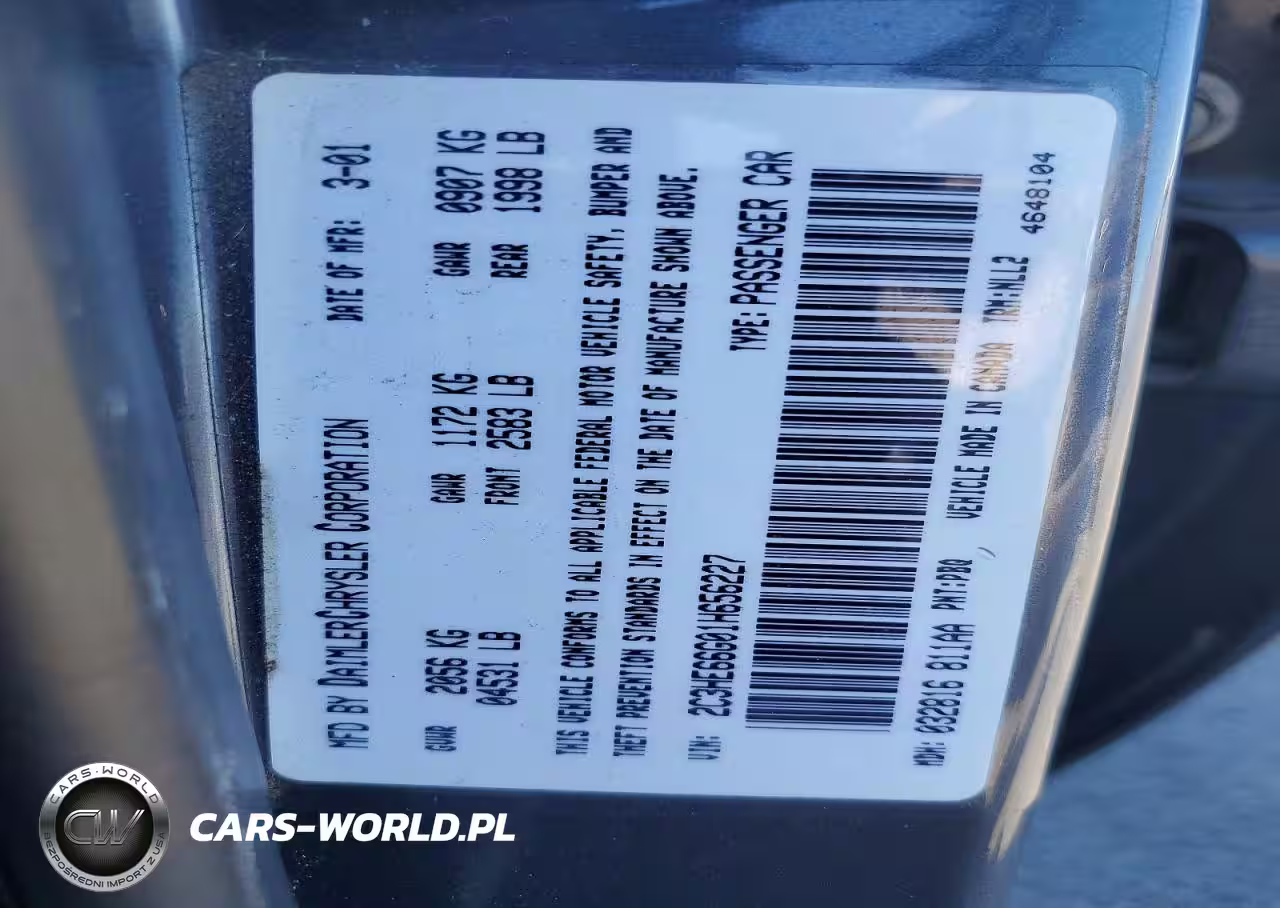 MFD BY DAIMLERCHRYSLER CORPORATION DATE OF MFR: 3-01
GVWR 2056 KG GAWR 1172 KG GAWR 0907 KG
04531 LB FRONT 2583 LB REAR 1998 LB
THIS VEHICLE CONFORMS TO ALL APPLICABLE FEDERAL MOTOR VEHICLE SAFETY, BUMPER AND
THEFT PREVENTION STANDARDS IN EFFECT ON THE DATE OF MANUFACTURE SHOWN ABOVE.
VIN: 2C3HE66G01H656227 TYPE: PASSENGER CAR
MDH: 032816 811AA PNT:PBQ VEHICLE MADE IN CANADA TRM:NLL2
4648104
CARS-WORLD
CW
BEZPOŚREDNI IMPORT Z USA
CARS-WORLD.PL